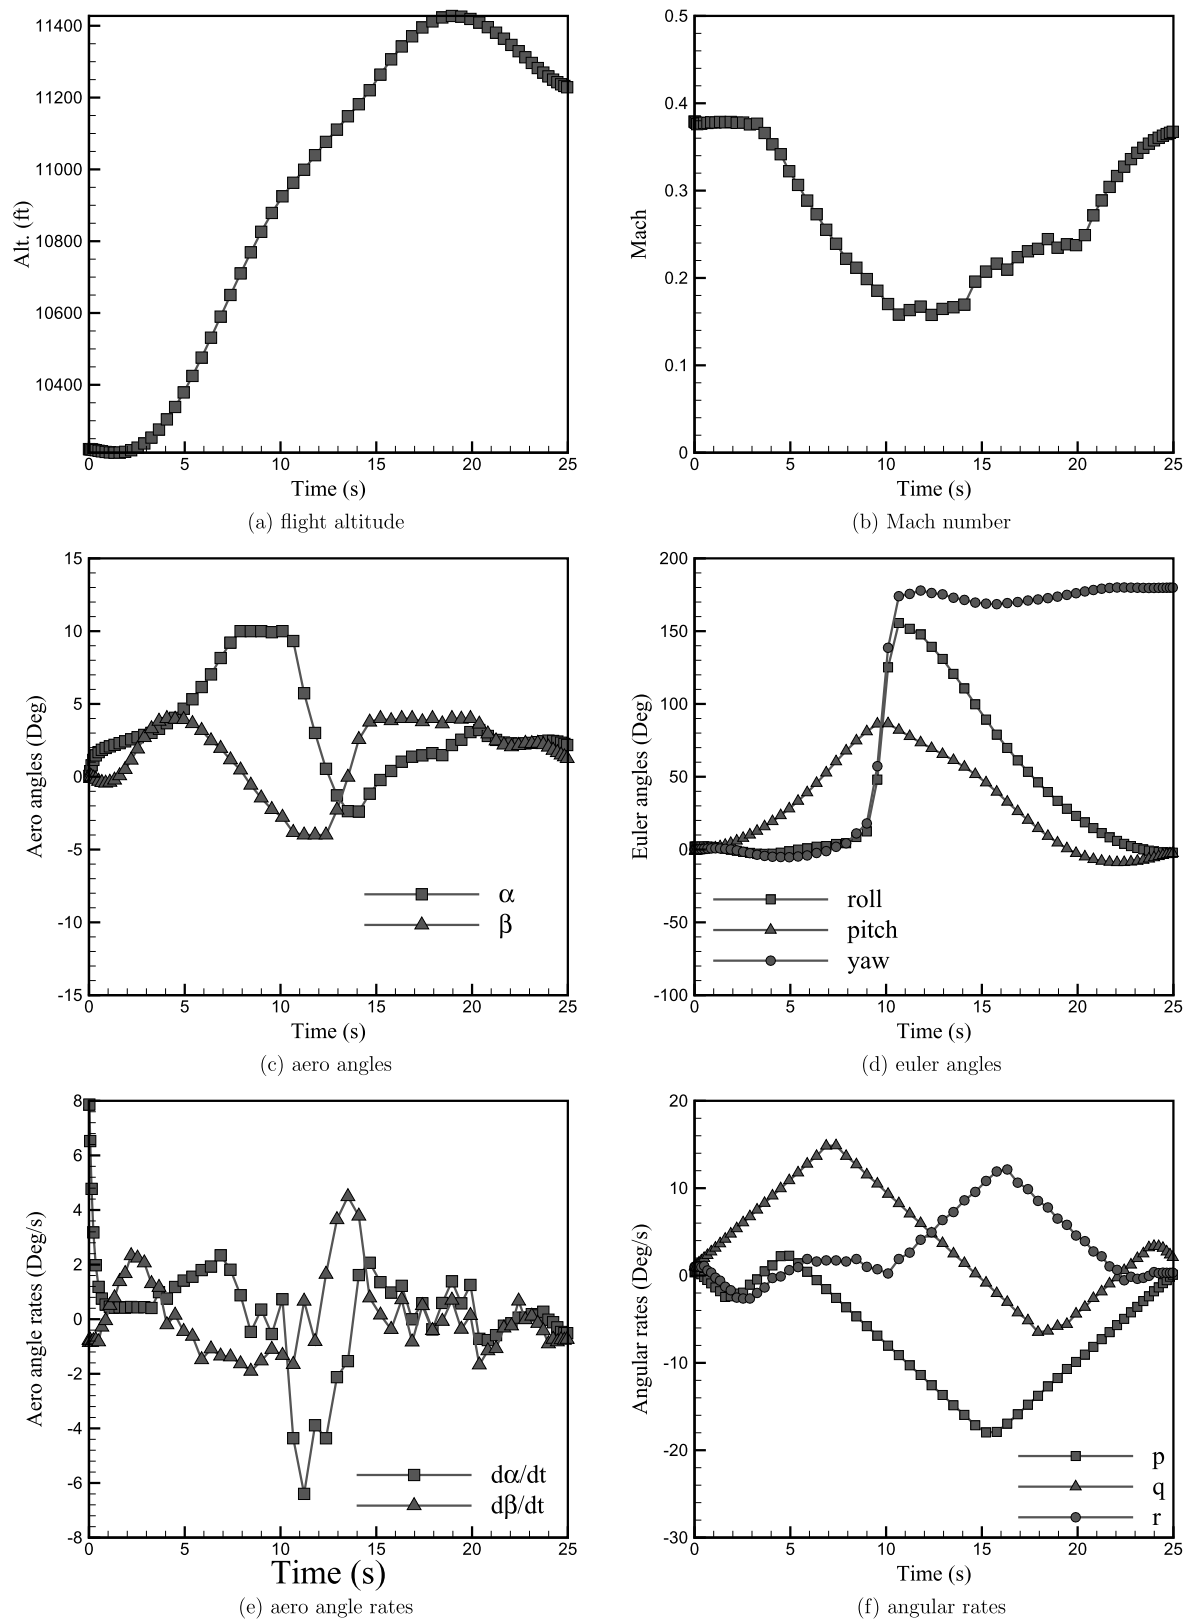 11400
11200
11000
10800
10600
10400
Alt. (ft)
0 5 10 15 20 25
Time (s)
(a) flight altitude
0.5
0.4
0.3
0.2
0.1
0
Mach
0 5 10 15 20 25
Time (s)
(b) Mach number
15
10
5
0
-5
-10
-15
Aero angles (Deg)
α
β
0 5 10 15 20 25
Time (s)
(c) aero angles
200
150
100
50
0
-50
-100
Euler angles (Deg)
roll
pitch
yaw
0 5 10 15 20 25
Time (s)
(d) euler angles
8
6
4
2
0
-2
-4
-6
-8
Aero angle rates (Deg/s)
dα/dt
dβ/dt
0 5 10 15 20 25
Time (s)
(e) aero angle rates
20
10
0
-10
-20
-30
Angular rates (Deg/s)
p
q
r
0 5 10 15 20 25
Time (s)
(f) angular rates